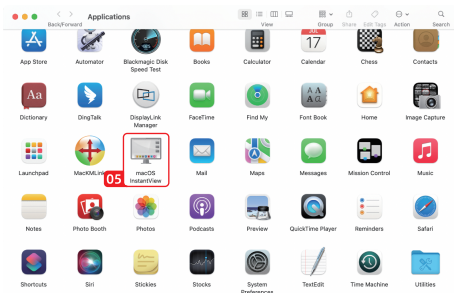 Applications
Back/Forward View Group Share Edit Tags Action Search
JUL
17
App Store Automator Blackmagic Disk Speed Test Books Calculator Calendar Chess Contacts
Aa
AA
Dictionary DingTalk DisplayLink Manager FaceTime Find My Font Book Home Image Capture
05
Launchpad MacKMLink macOS InstantView Mail Maps Messages Mission Control Music
Notes Photo Booth Photos Podcasts Preview QuickTime Player Reminders Safari
Shortcuts Siri Stickies Stocks System Preferences TextEdit Time Machine Utilities